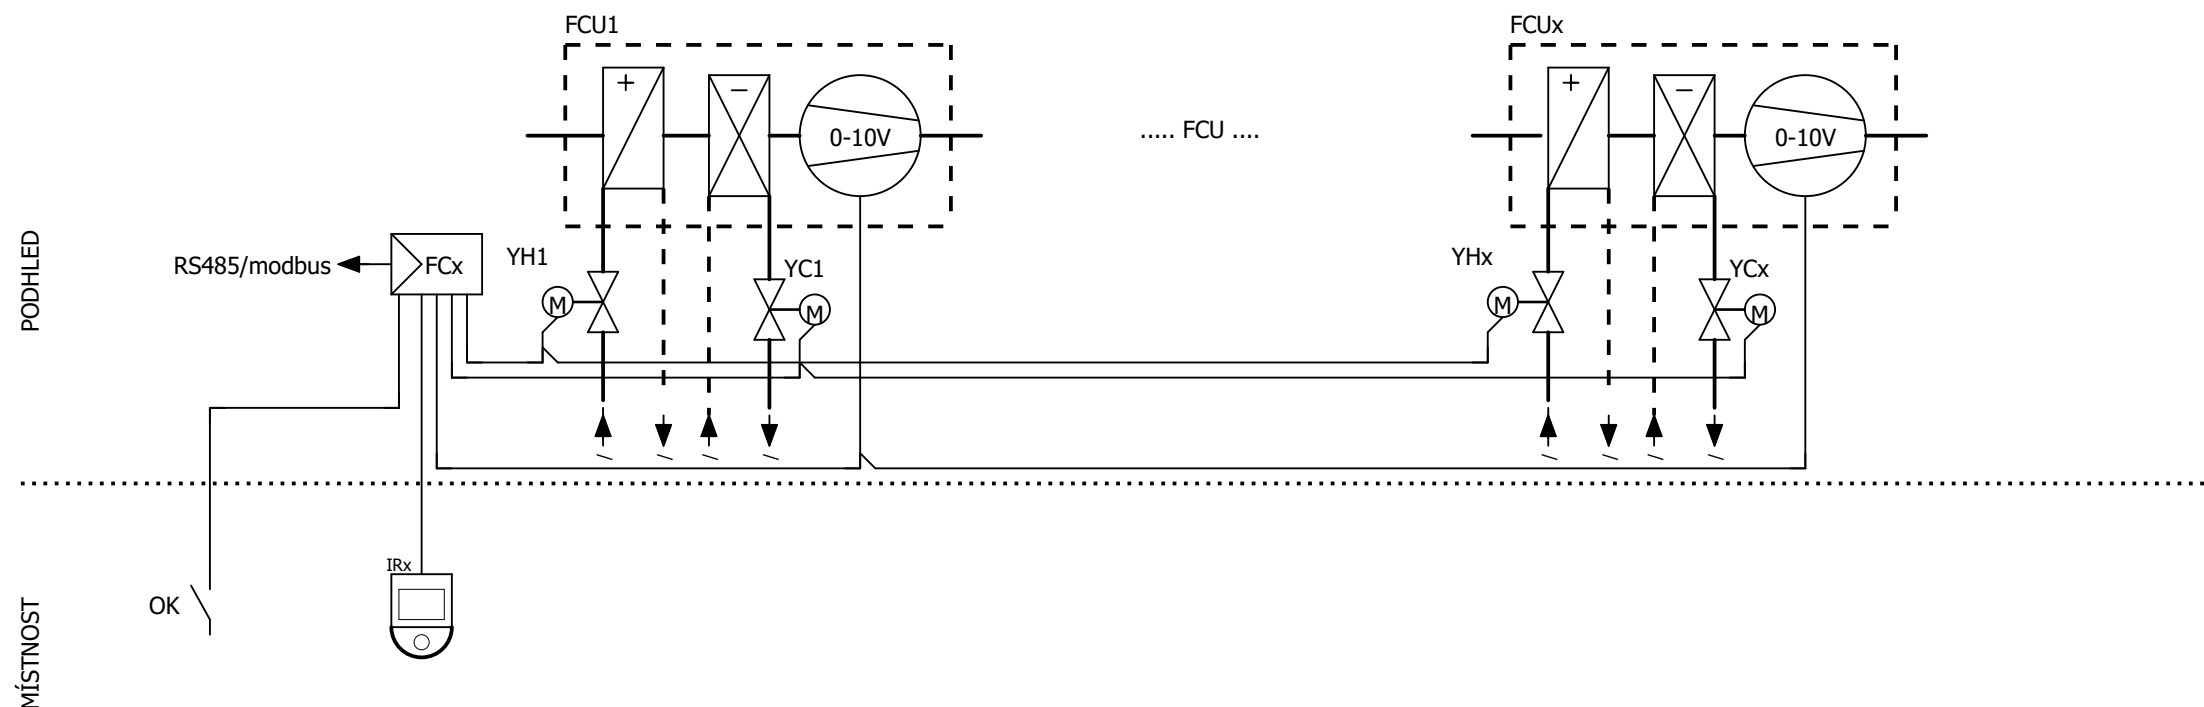 FCU1
FCUx
+
−
0-10V
..... FCU ....
+
−
0-10V
PODHLED
RS485/modbus
FCx
YH1
M
YC1
M
YHx
M
YCx
M
IRx
OK
MÍSTNOST